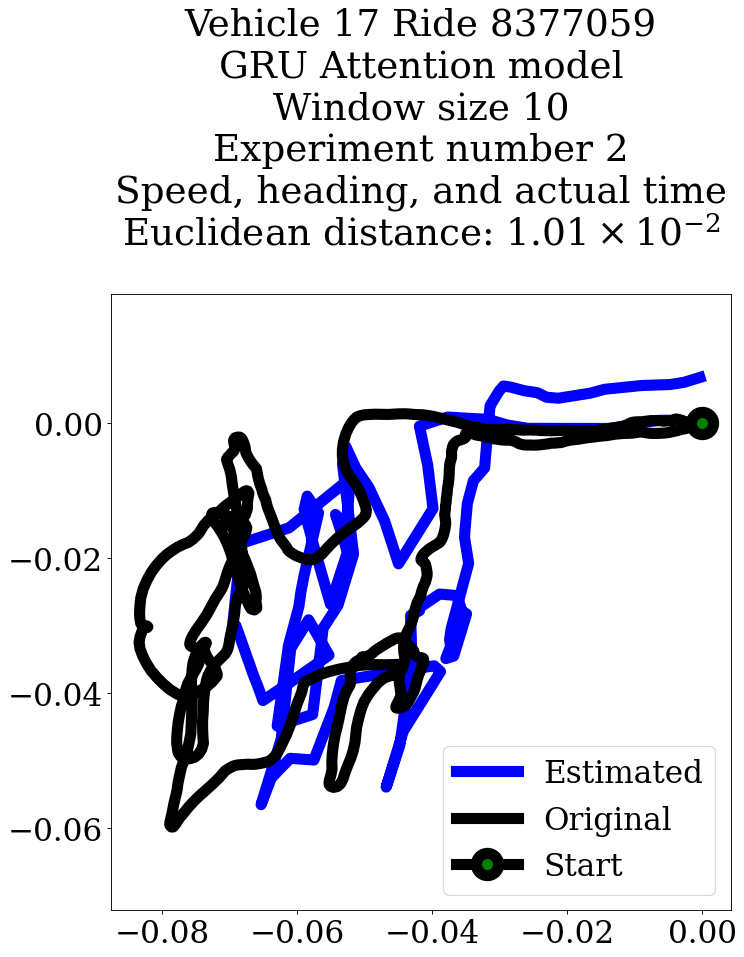 Vehicle 17 Ride 8377059
GRU Attention model
Window size 10
Experiment number 2
Speed, heading, and actual time
Euclidean distance: 1.01 × 10⁻²
0.00
−0.02
−0.04
−0.06
Estimated
Original
Start
−0.08
−0.06
−0.04
−0.02
0.00